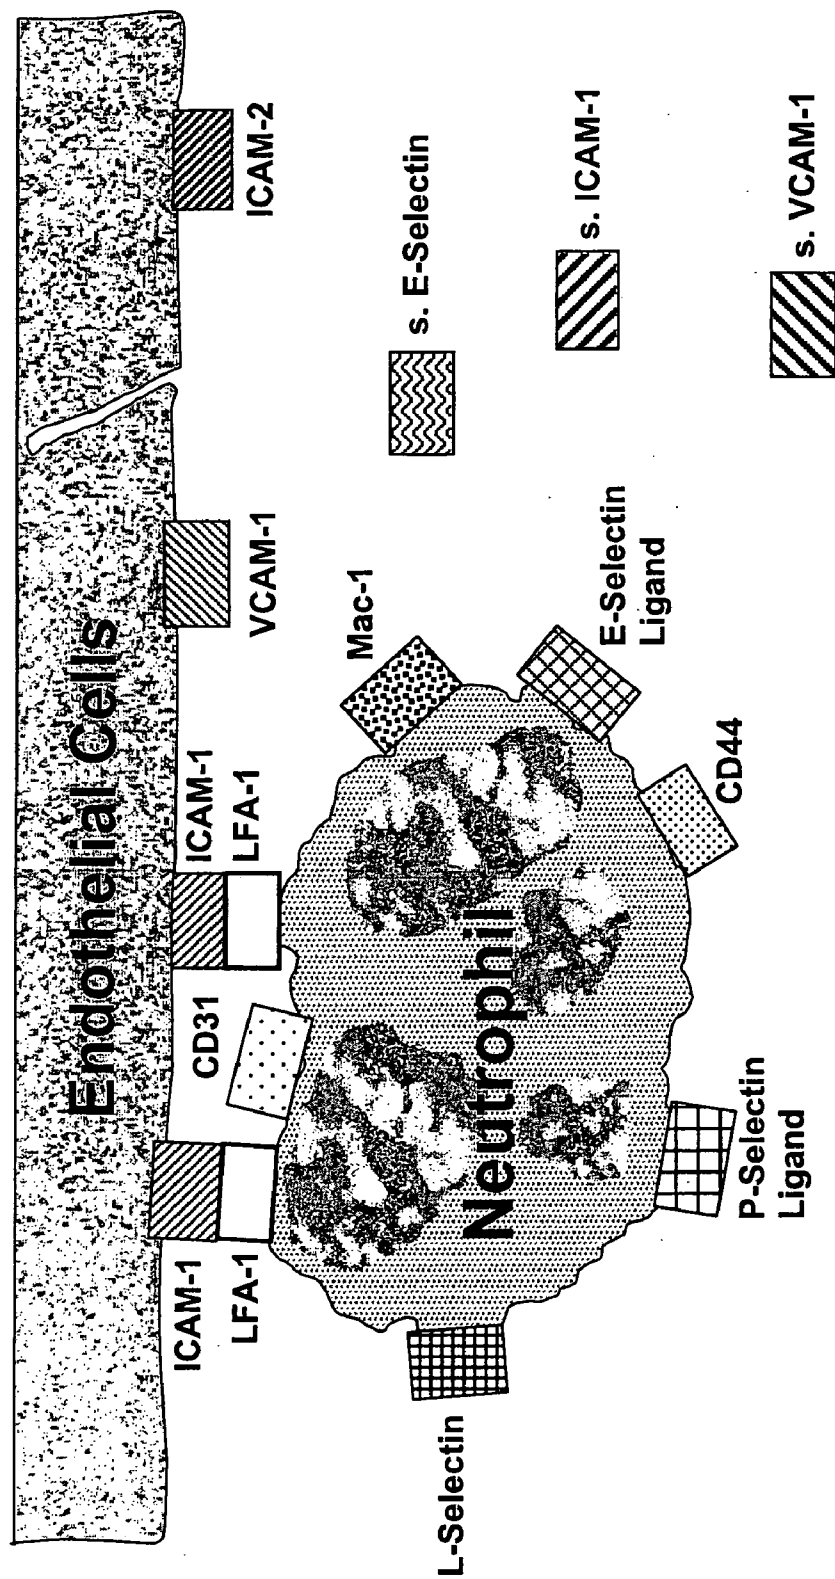 Endothelial Cells
ICAM-1
LFA-1
CD31
ICAM-1
LFA-1
VCAM-1
ICAM-2
L-Selectin
Neutrophil
Mac-1
E-Selectin
Ligand
CD44
P-Selectin
Ligand
s. E-Selectin
s. ICAM-1
s. VCAM-1